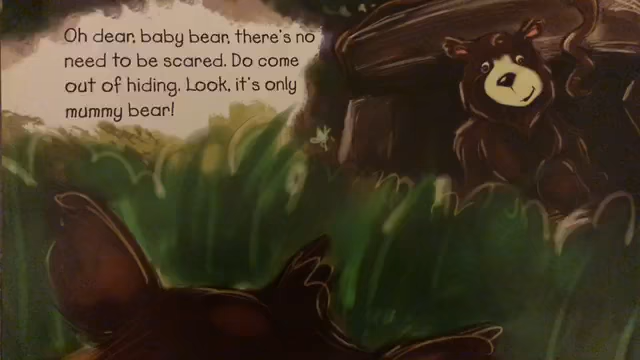 Oh dear, baby bear, there's no
need to be scared. Do come
out of hiding. Look, it's only
mummy bear!